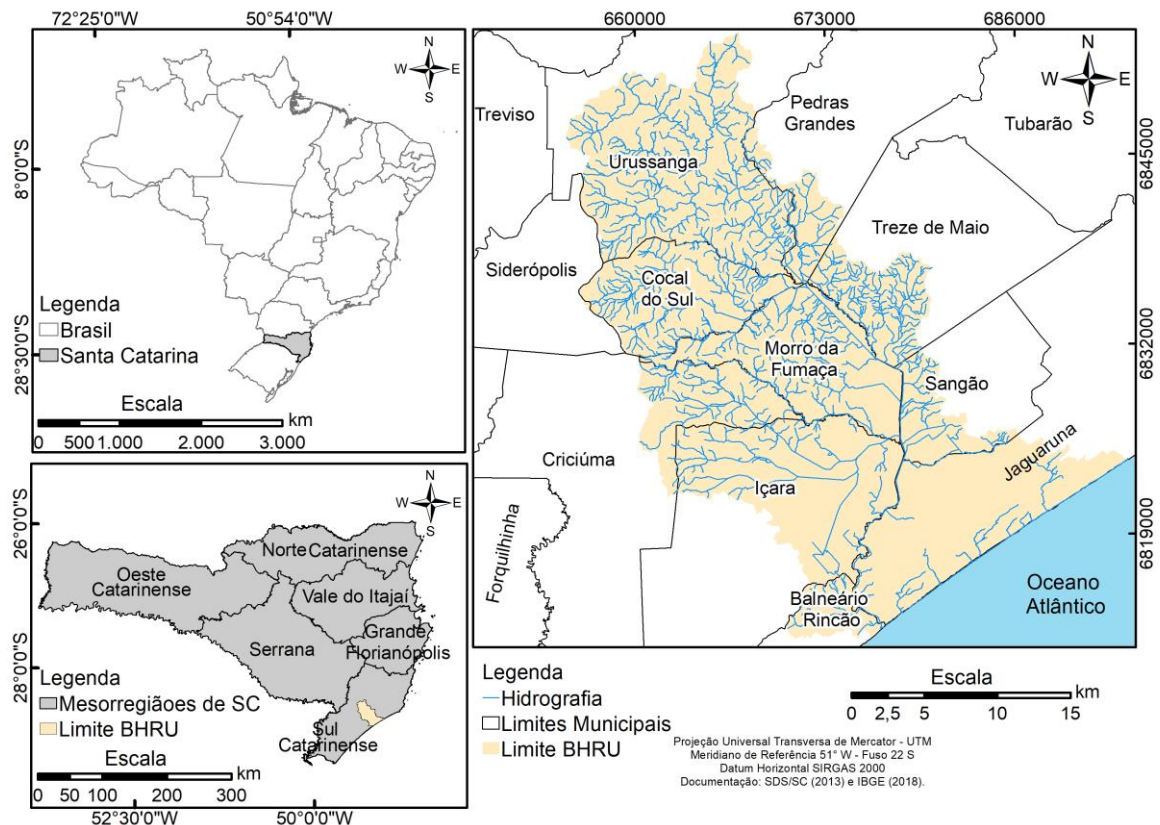 72°25'0"W
50°54'0"W
8°0'0"S
28°30'0"S
N
W
E
S
Legenda
Brasil
Santa Catarina
Escala
km
0 500 1.000 2.000 3.000
26°0'0"S
28°0'0"S
N
W
E
S
Norte Catarinense
Oeste
Catarinense
Vale do Itajaí
Grande
Florianópolis
Serrana
Sul
Catarinense
Legenda
Mesorregiãoes de SC
Limite BHRU
Escala
km
0 50 100 200 300
52°30'0"W
50°0'0"W
660000
673000
686000
6845000
6832000
6819000
N
W
E
S
Treviso
Pedras
Grandes
Tubarão
Urussanga
Treze de Maio
Siderópolis
Cocal
do Sul
Morro da
Fumaça
Sangão
Jaguaruna
Criciúma
Içara
Forquilhinha
Balneário
Rincão
Oceano
Atlântico
Legenda
Hidrografia
Limites Municipais
Limite BHRU
Escala
km
0 2,5 5 10 15
Projeção Universal Transversa de Mercator - UTM
Meridiano de Referência 51° W - Fuso 22 S
Datum Horizontal SIRGAS 2000
Documentação: SDS/SC (2013) e IBGE (2018).